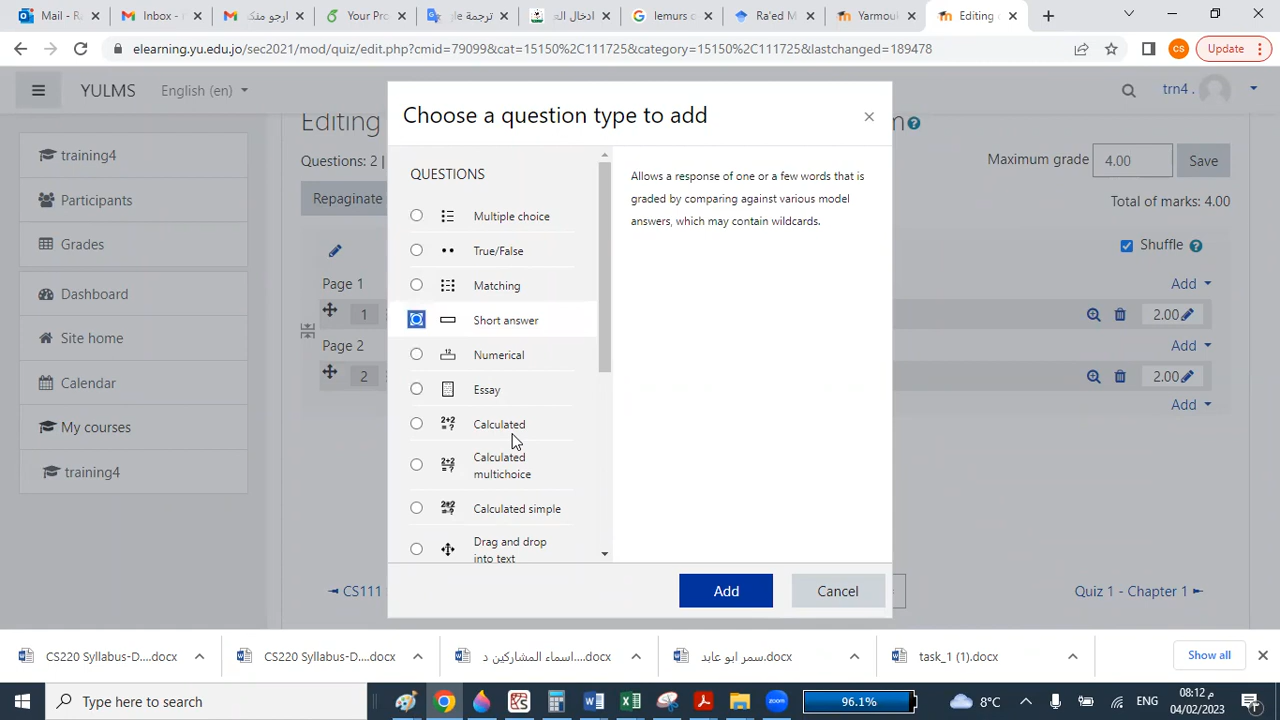 Mail - R
Inbox - r
ارجو منك
Your Pro
ترجمة
ادخال ال
lemurs c
Ra'ed M
Yarmouk
Editing
elearning.yu.edu.jo/sec2021/mod/quiz/edit.php?cmid=79099&cat=15150%2C111725&category=15150%2C111725&lastchanged=189478
CS
Update
YULMS
English (en)
trn4 .
training4
Participants
Grades
Dashboard
Site home
Calendar
My courses
training4
Editing
Questions: 2 |
Repaginate
Maximum grade
4.00
Save
Total of marks: 4.00
Shuffle
Page 1
Add
1
2.00
Page 2
Add
2
2.00
Add
CS111
Quiz 1 - Chapter 1
Choose a question type to add
QUESTIONS
Multiple choice
True/False
Matching
Short answer
Numerical
Essay
Calculated
Calculated
multichoice
Calculated simple
Drag and drop
into text
Allows a response of one or a few words that is
graded by comparing against various model
answers, which may contain wildcards.
Add
Cancel
CS220 Syllabus-D....docx
CS220 Syllabus-D....docx
اسماء المشاركين د....docx
سمر ابو عابد.docx
task_1 (1).docx
Show all
Type here to search
96.1%
8°C
ENG
08:12 م
04/02/2023